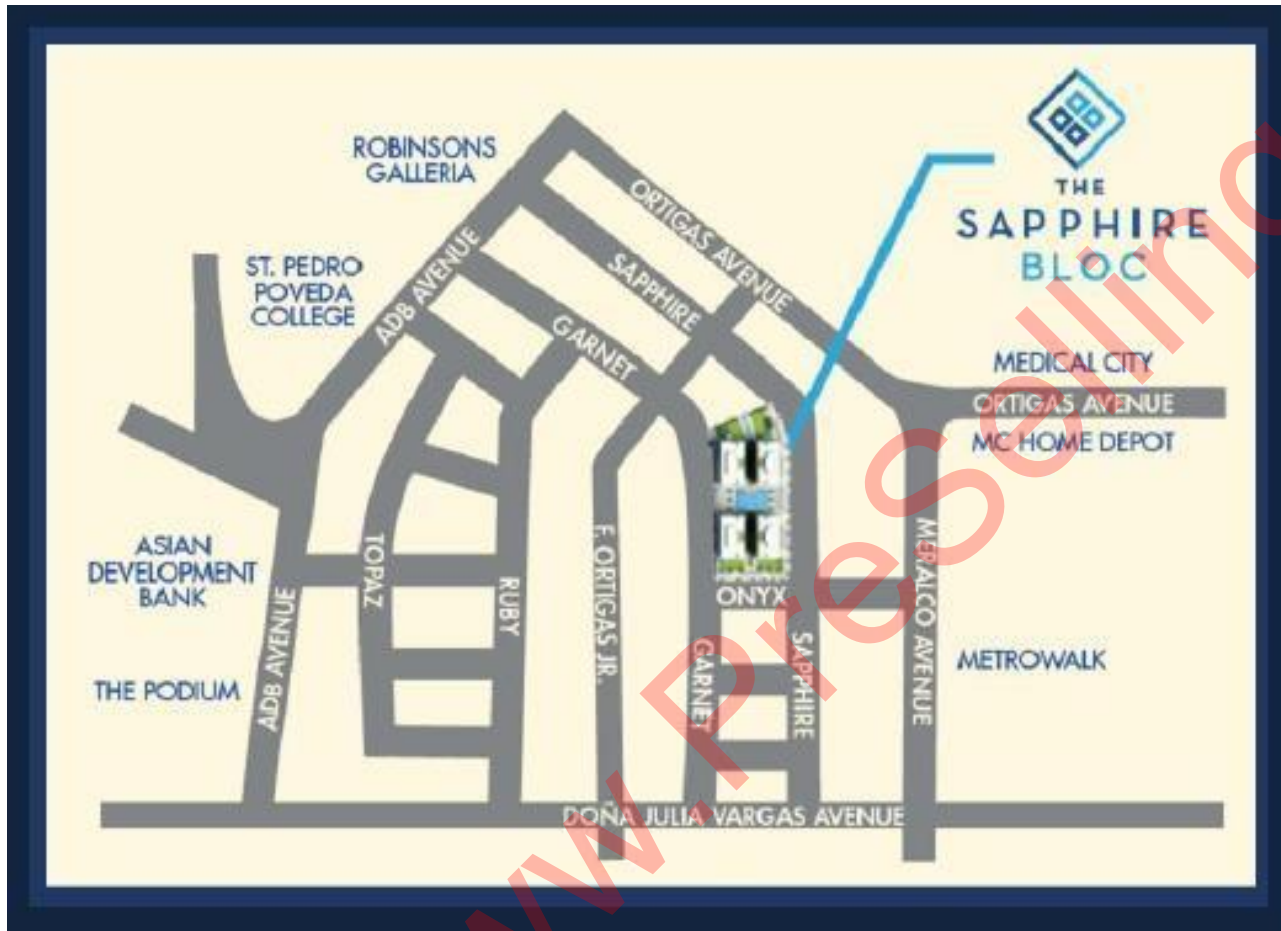 ROBINSONS
GALLERIA
ORTIGAS AVENUE
THE
SAPPHIRE
BLOC
ST. PEDRO
POVEDA
COLLEGE
ADB AVENUE
SAPPHIRE
GARNET
MEDICAL CITY
ORTIGAS AVENUE
MC HOME DEPOT
ASIAN
DEVELOPMENT
BANK
TOPAZ
RUBY
F. ORTIGAS JR.
ONYX
MERALCO AVENUE
THE PODIUM
ADB AVENUE
GARNET
SAPPHIRE
METROWALK
DOÑA JULIA VARGAS AVENUE
w.PreSelling